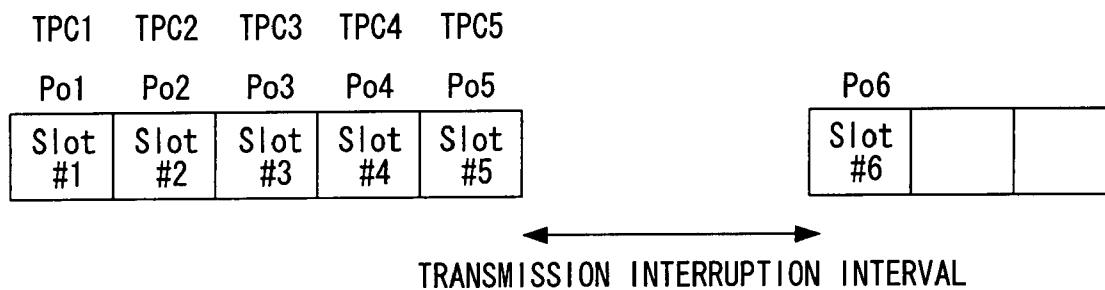 TPC1 TPC2 TPC3 TPC4 TPC5
Po1 Po2 Po3 Po4 Po5 Po6
Slot Slot Slot Slot Slot Slot
#1 #2 #3 #4 #5 #6
TRANSMISSION INTERRUPTION INTERVAL